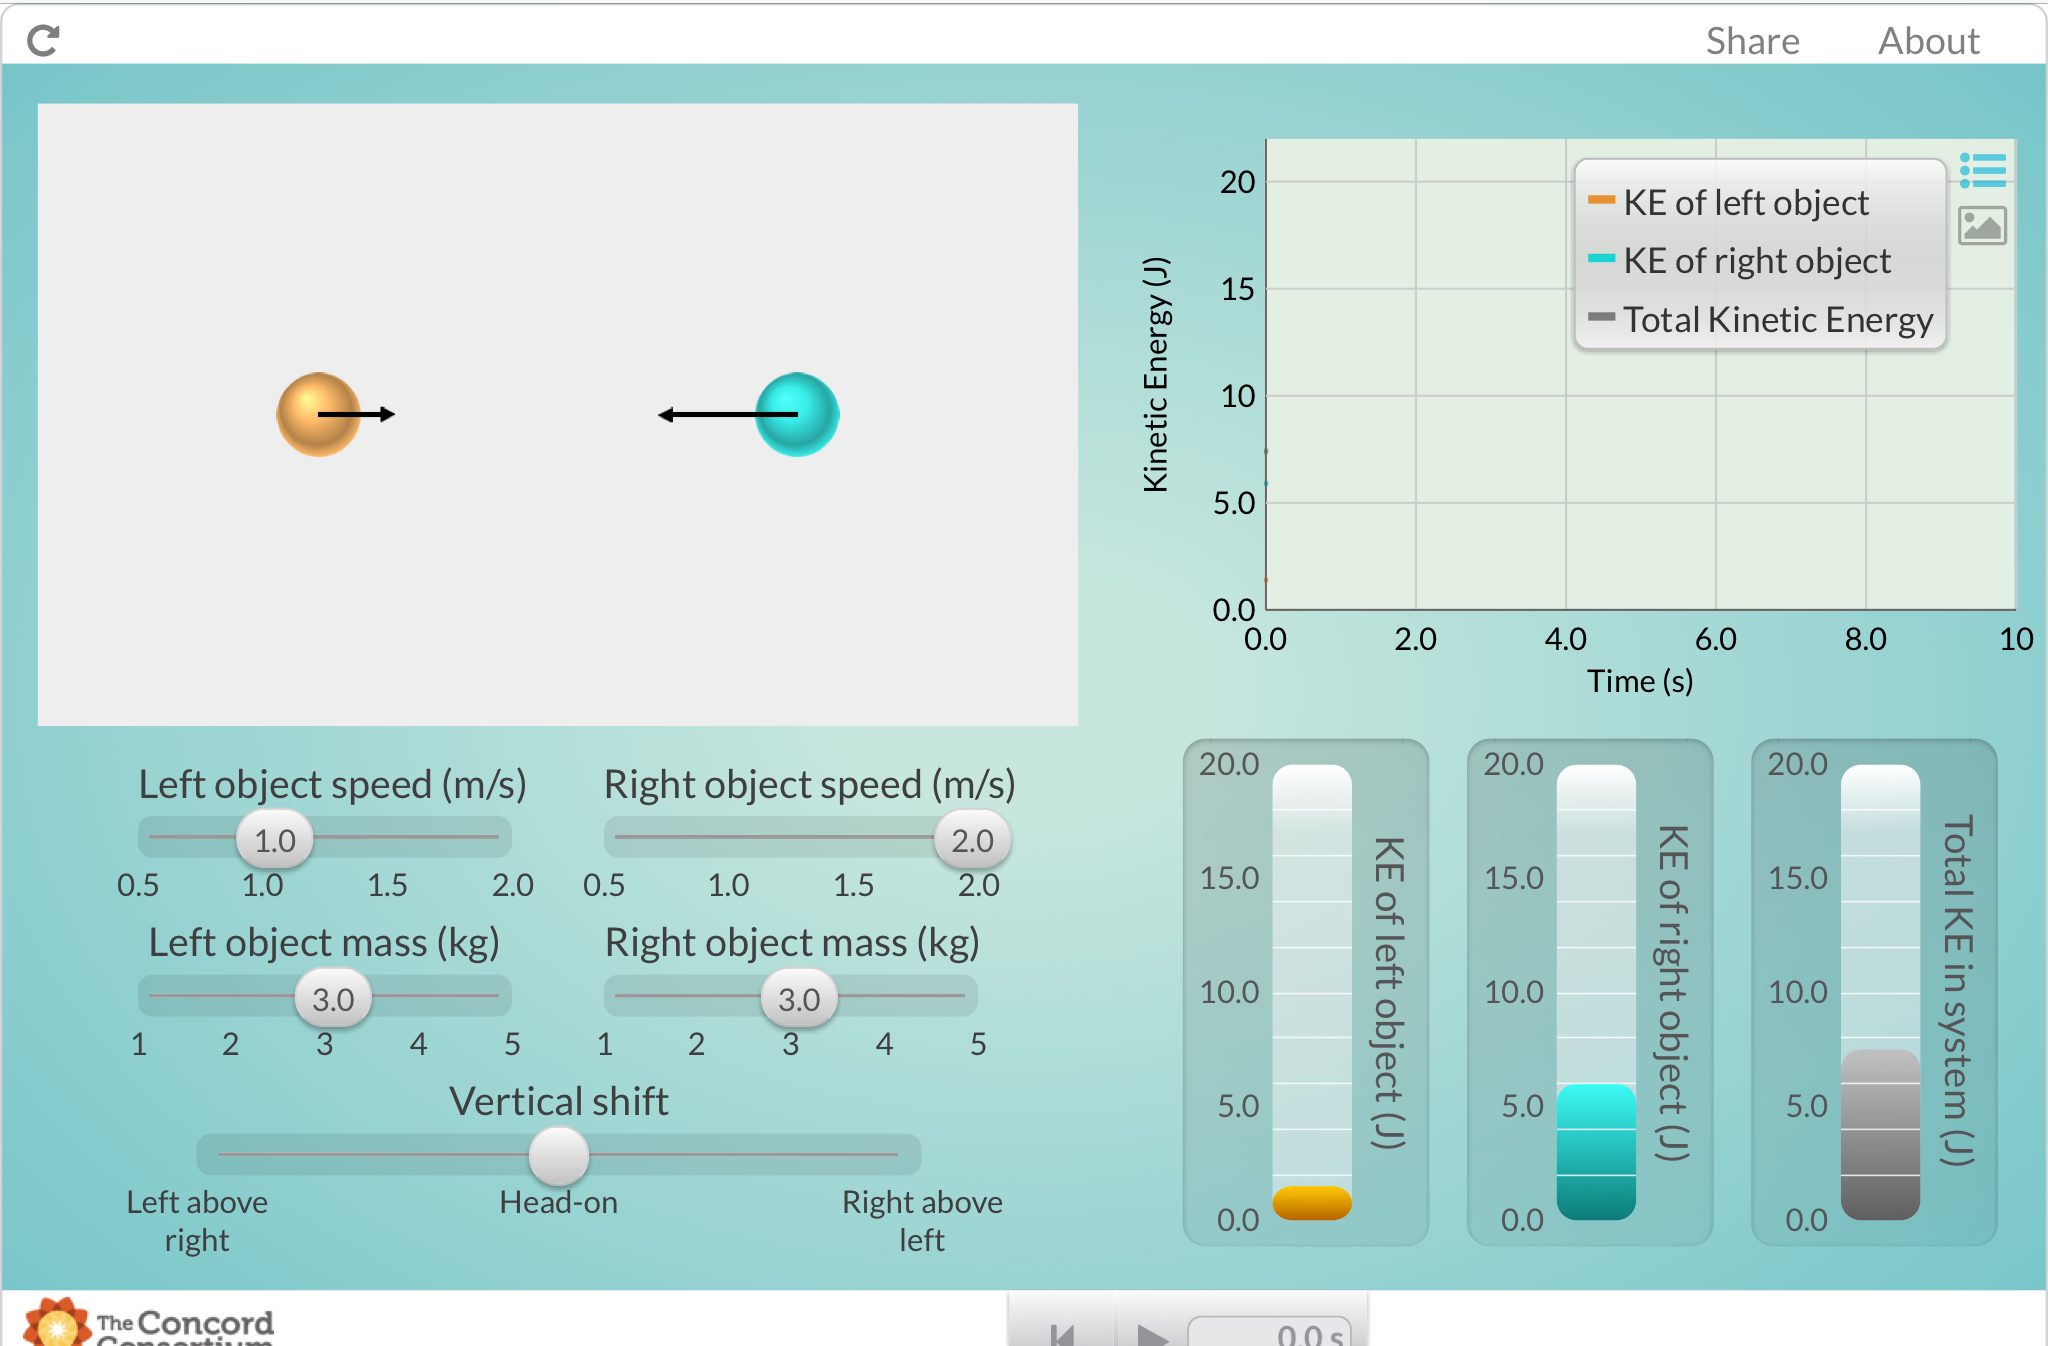 Share About
20
15
10
5.0
0.0
Kinetic Energy (J)
KE of left object
KE of right object
Total Kinetic Energy
0.0 2.0 4.0 6.0 8.0 10
Time (s)
Left object speed (m/s)
1.0
0.5 1.0 1.5 2.0
Right object speed (m/s)
2.0
0.5 1.0 1.5 2.0
Left object mass (kg)
3.0
1 2 3 4 5
Right object mass (kg)
3.0
1 2 3 4 5
Vertical shift
Left above
right
Head-on
Right above
left
20.0
15.0
10.0
5.0
0.0
KE of left object (J)
20.0
15.0
10.0
5.0
0.0
KE of right object (J)
20.0
15.0
10.0
5.0
0.0
Total KE in system (J)
The Concord
Consortium
0.0 s